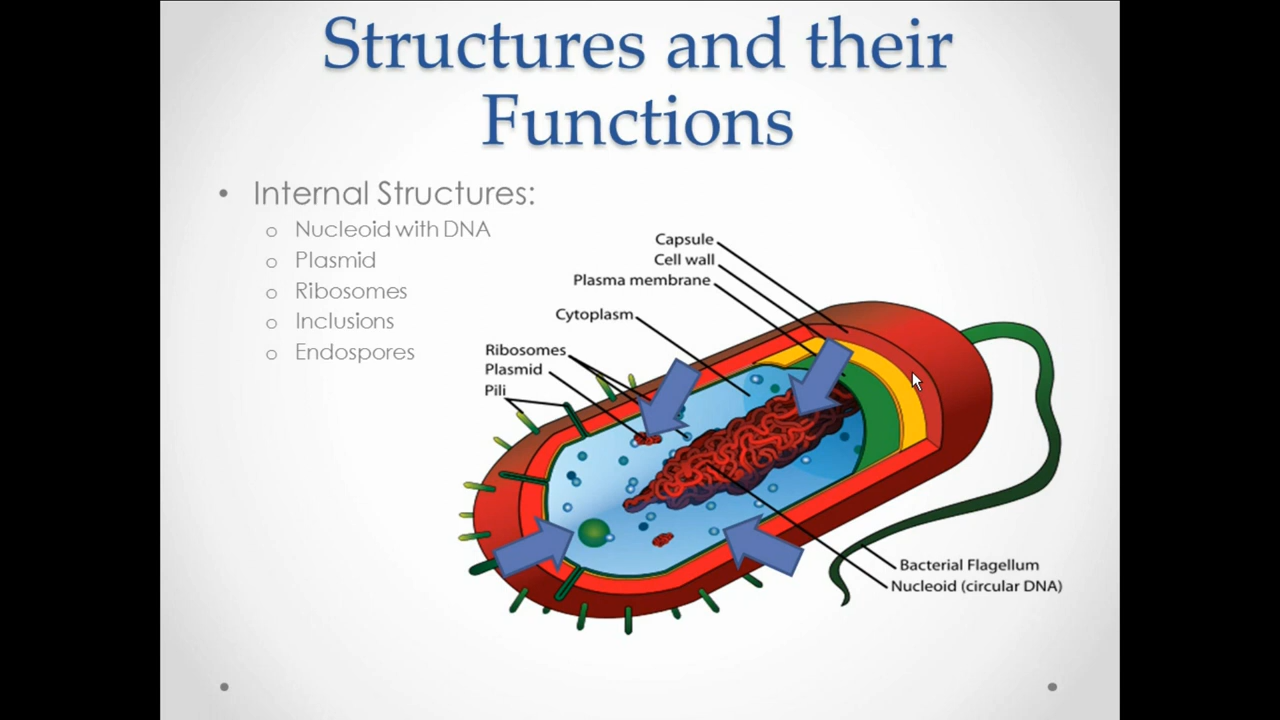 Structures and their
Functions
• Internal Structures:
o Nucleoid with DNA
o Plasmid
o Ribosomes
o Inclusions
o Endospores
Capsule
Cell wall
Plasma membrane
Cytoplasm
Ribosomes
Plasmid
Pili
Bacterial Flagellum
Nucleoid (circular DNA)